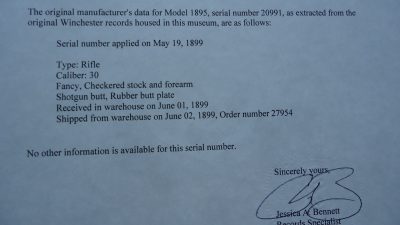 The original manufacturer's data for Model 1895, serial number 20991, as extracted from the
original Winchester records housed in this museum, are as follows:
Serial number applied on May 19, 1899
Type: Rifle
Caliber: 30
Fancy, Checkered stock and forearm
Shotgun butt, Rubber butt plate
Received in warehouse on June 01, 1899
Shipped from warehouse on June 02, 1899, Order number 27954
No other information is available for this serial number.
Sincerely yours,
Jessica A. Bennett
Records Specialist